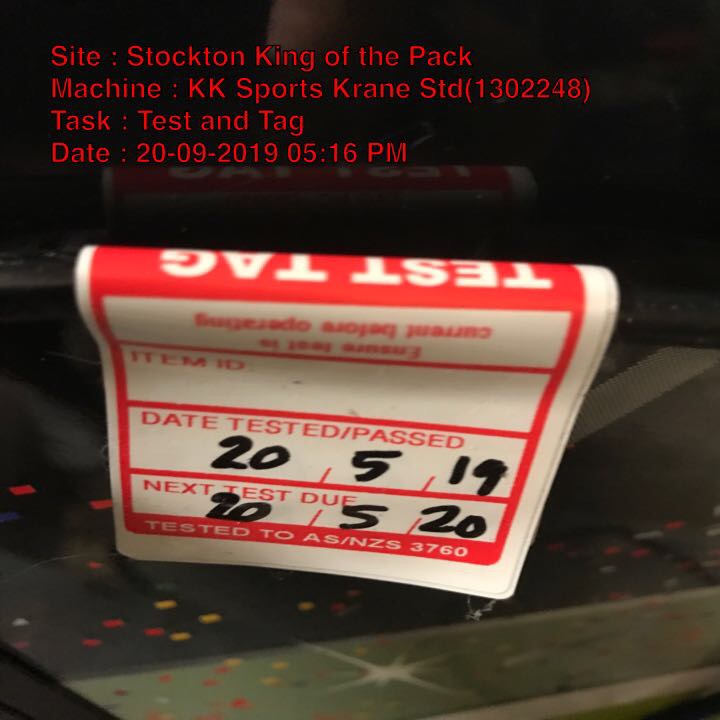 Site : Stockton King of the Pack
Machine : KK Sports Krane Std(1302248)
Task : Test and Tag
Date : 20-09-2019 05:16 PM
TEST TAG
TEST TAG
Ensure test is
current before operating
ITEM ID
DATE TESTED/PASSED
20 / 5 / 19
NEXT TEST DUE
20 / 5 / 20
TESTED TO AS/NZS 3760